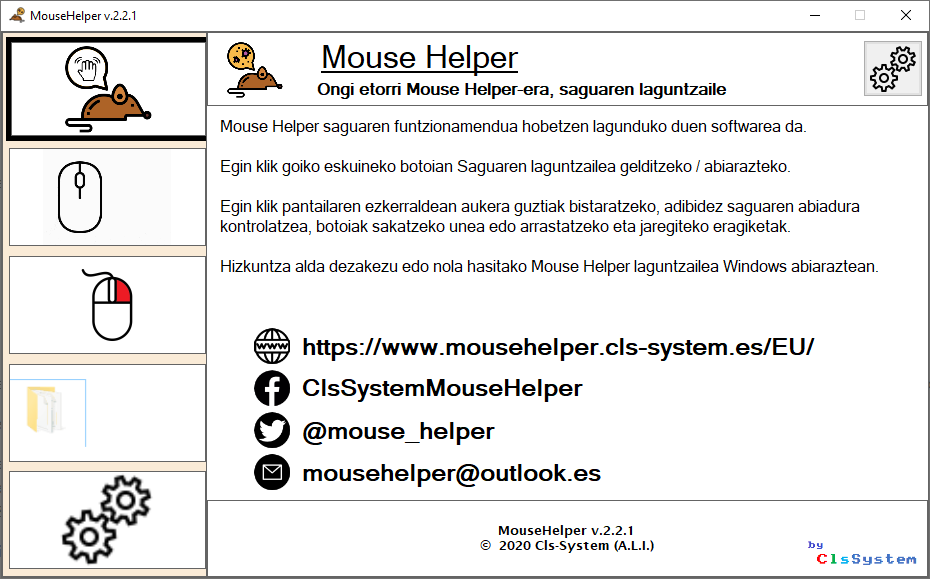 MouseHelper v.2.2.1
Mouse Helper
Ongi etorri Mouse Helper-era, saguaren laguntzaile
Mouse Helper saguaren funtzionamendua hobetzen lagunduko duen softwarea da.
Egin klik goiko eskuineko botoian Saguaren laguntzailea gelditzeko / abiarazteko.
Egin klik pantailaren ezkerraldean aukera guztiak bistaratzeko, adibidez saguaren abiadura
kontrolatzea, botoiak sakatzeko unea edo arrastatzeko eta jaregiteko eragiketak.
Hizkuntza alda dezakezu edo nola hasitako Mouse Helper laguntzailea Windows abiaraztean.
www
https://www.mousehelper.cls-system.es/EU/
ClsSystemMouseHelper
@mouse_helper
mousehelper@outlook.es
MouseHelper v.2.2.1
© 2020 Cls-System (A.L.I.)
by
ClsSystem